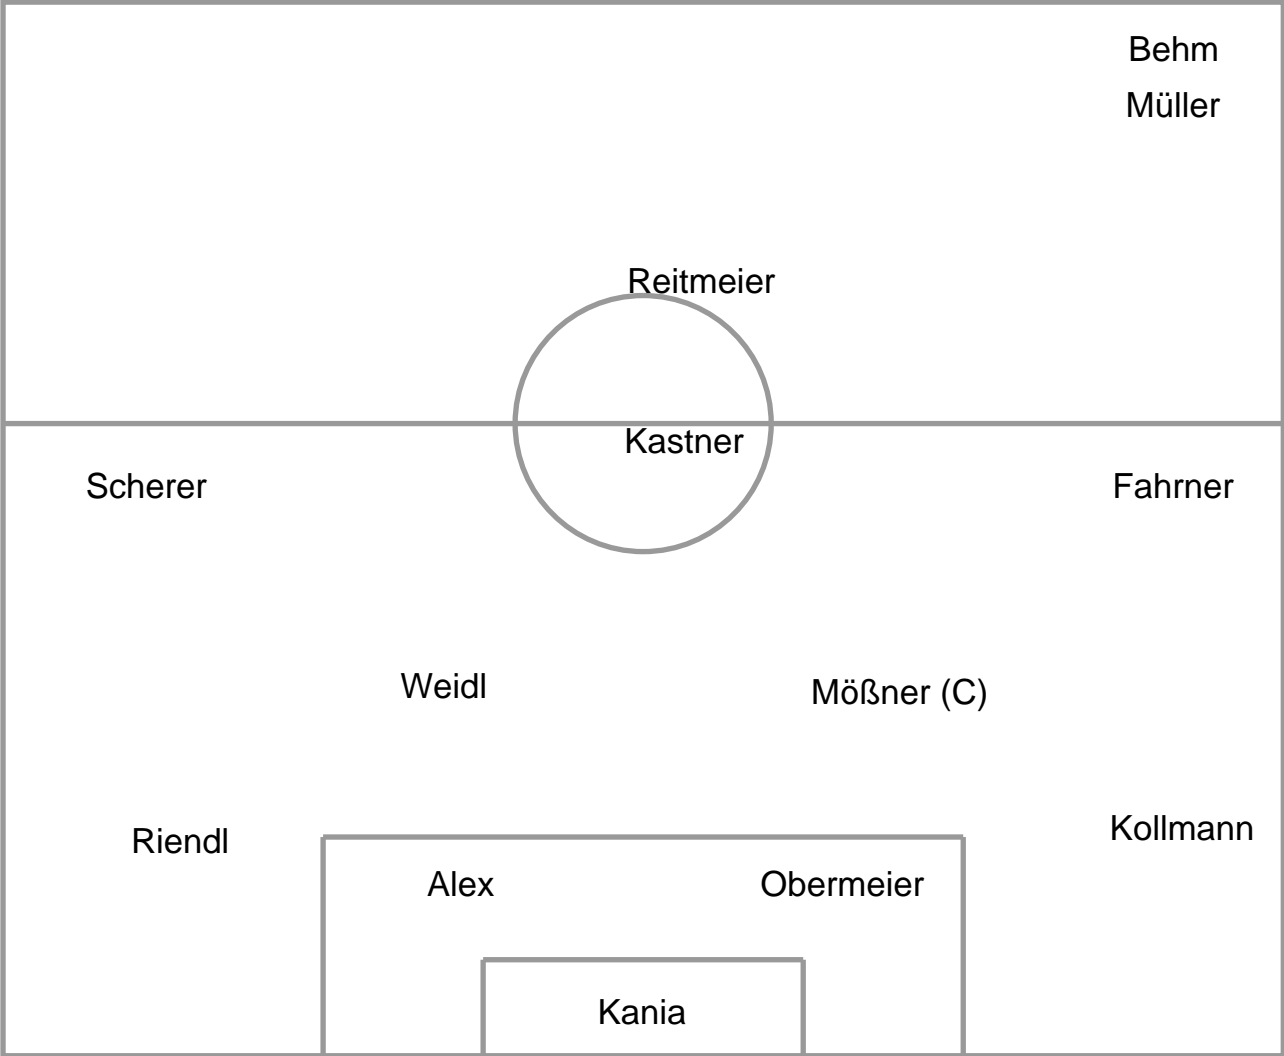 Behm
Müller
Reitmeier
Kastner
Scherer
Fahrner
Weidl
Mößner (C)
Riendl
Kollmann
Alex
Obermeier
Kania